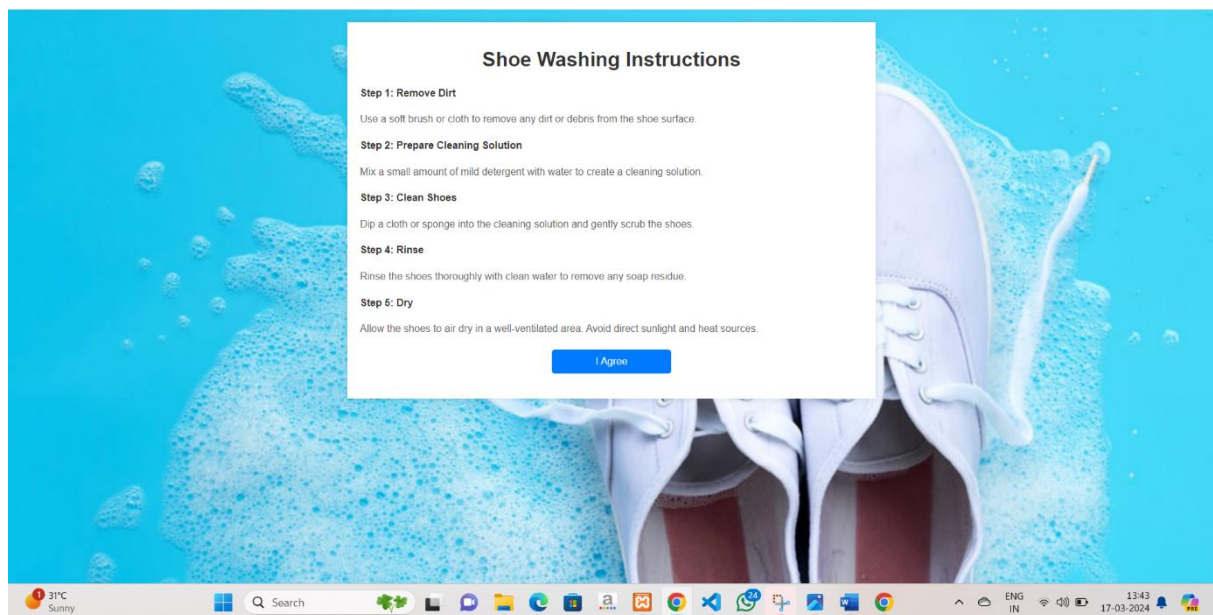 Shoe Washing Instructions
Step 1: Remove Dirt
Use a soft brush or cloth to remove any dirt or debris from the shoe surface.
Step 2: Prepare Cleaning Solution
Mix a small amount of mild detergent with water to create a cleaning solution.
Step 3: Clean Shoes
Dip a cloth or sponge into the cleaning solution and gently scrub the shoes.
Step 4: Rinse
Rinse the shoes thoroughly with clean water to remove any soap residue.
Step 5: Dry
Allow the shoes to air dry in a well-ventilated area. Avoid direct sunlight and heat sources.
I Agree
1
31°C
Sunny
Search
a
24
ENG
IN
13:43
17-03-2024
PRE